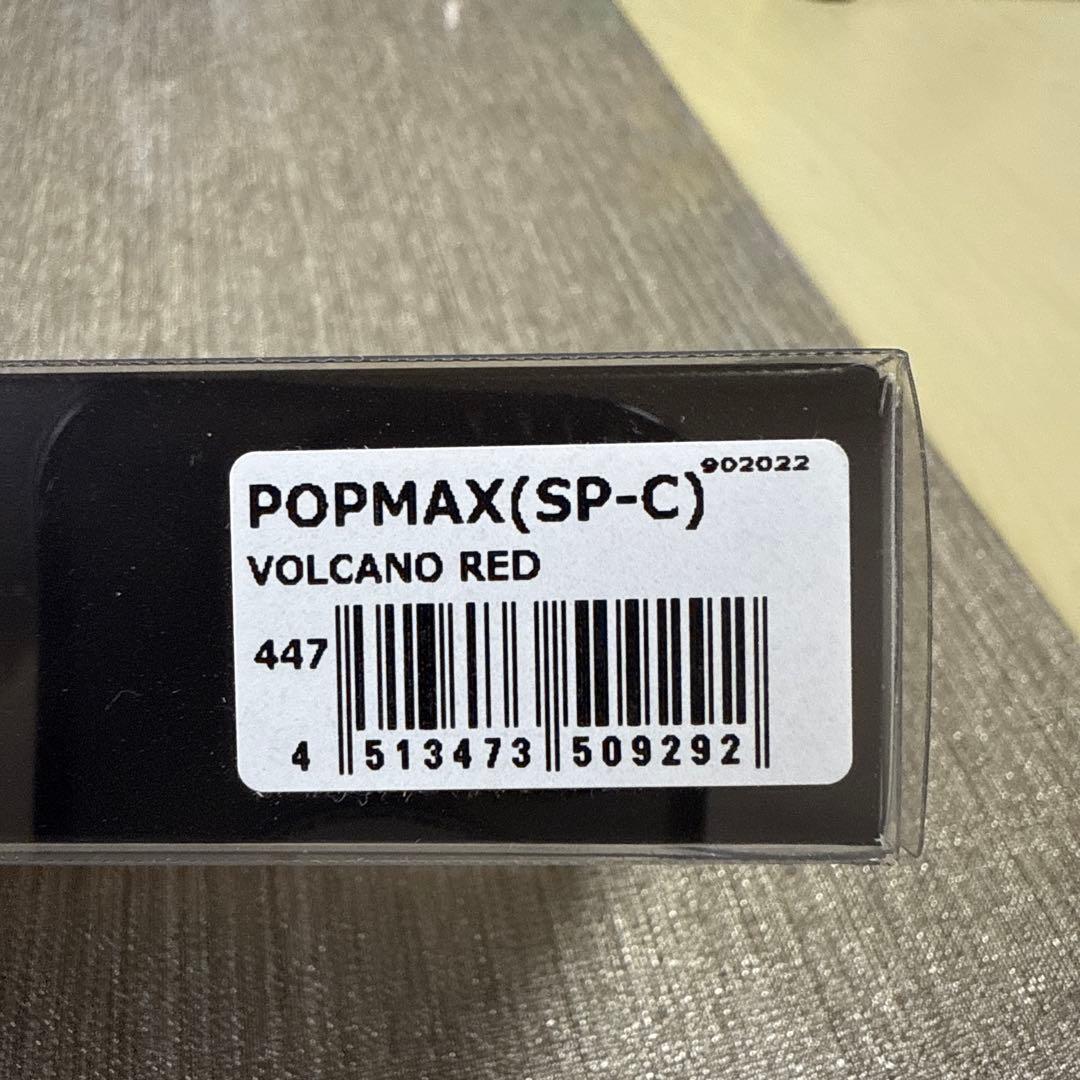 902022
POPMAX(SP-C)
VOLCANO RED
447
4 513473 509292